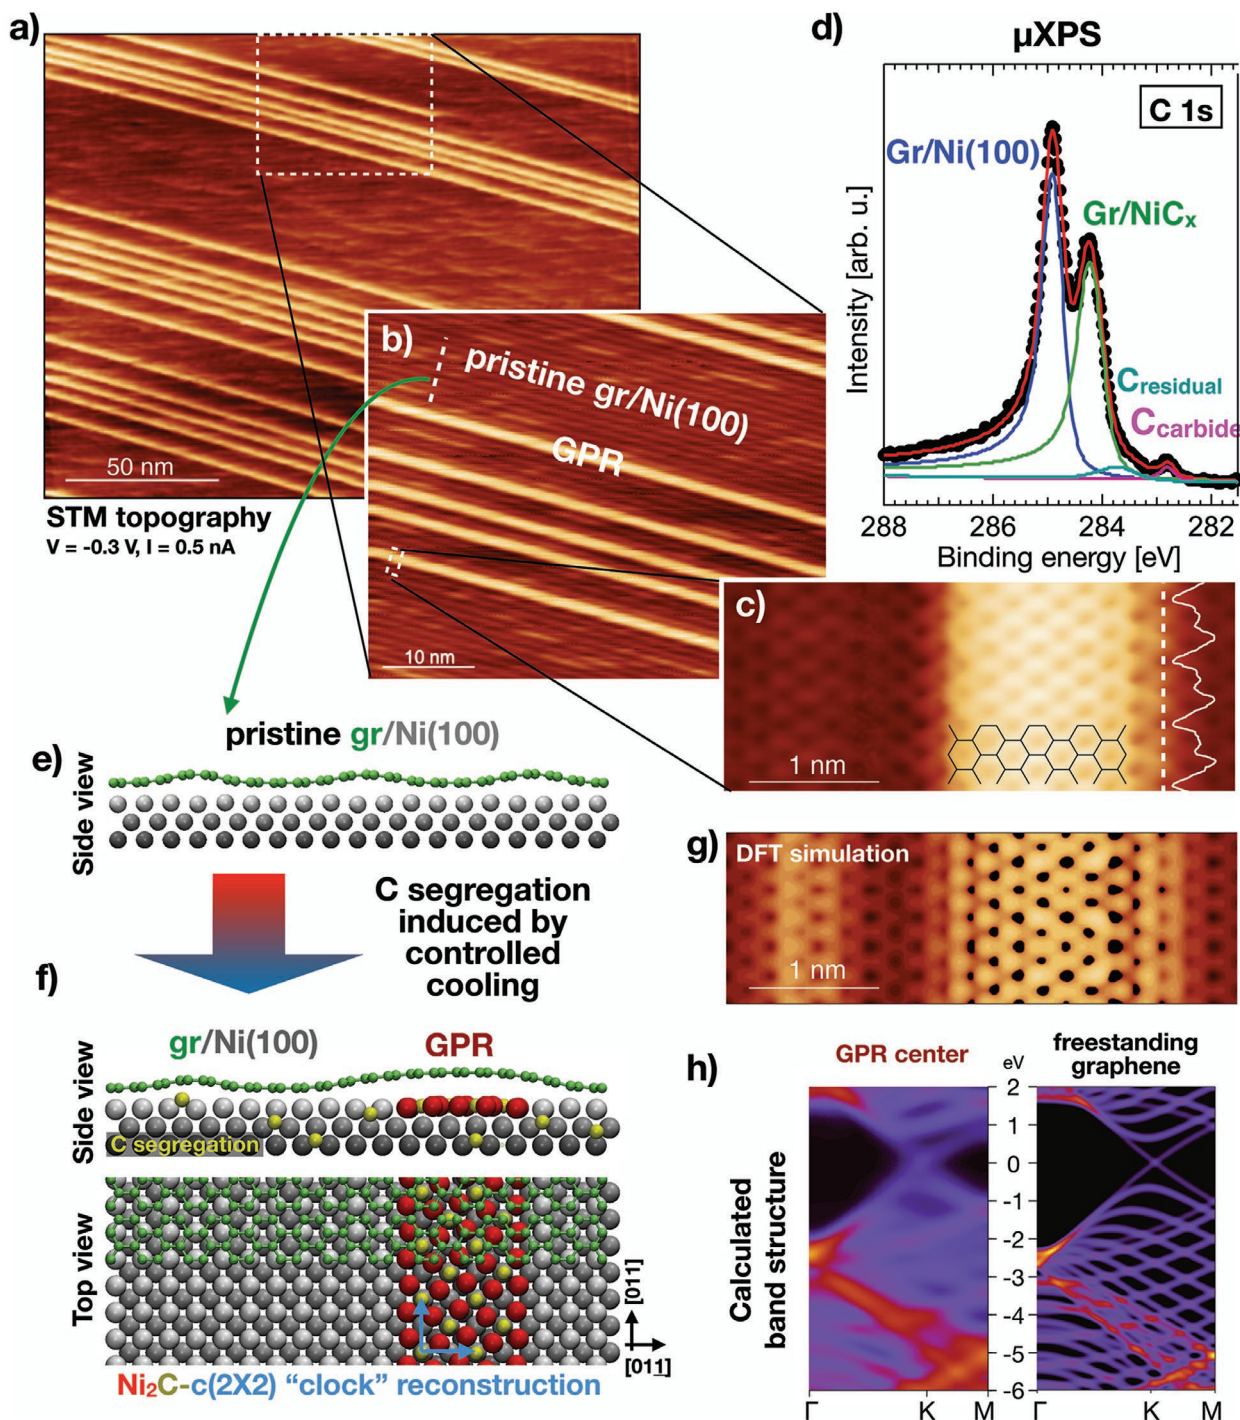 a)
50 nm
STM topography
V = -0.3 V, I = 0.5 nA
b)
pristine gr/Ni(100)
GPR
10 nm
d)
µXPS
C 1s
Gr/Ni(100)
Gr/NiCx
Cresidual
Ccarbide
Intensity [arb. u.]
288 286 284 282
Binding energy [eV]
c)
1 nm
pristine gr/Ni(100)
e)
Side view
C segregation
induced by
controlled
cooling
f)
gr/Ni(100) GPR
Side view
C segregation
Top view
[011]
[011]
Ni2C-c(2X2) “clock” reconstruction
g)
DFT simulation
1 nm
h)
GPR center
eV
freestanding
graphene
Calculated
band structure
2
1
0
-1
-2
-3
-4
-5
-6
Γ K M
Γ K M